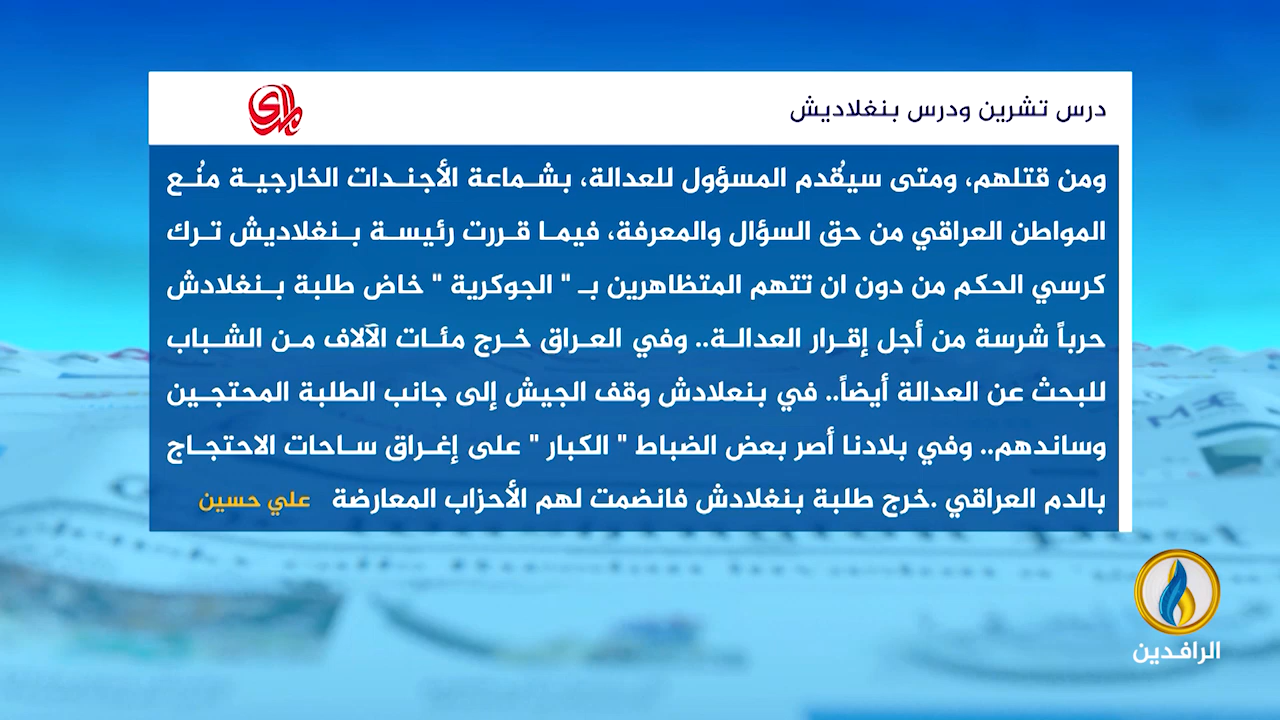 درس تشرين ودرس بنغلاديش
المدى
ومن قتلهم، ومتى سيُقدم المسؤول للعدالة، بشماعة الأجندات الخارجية منُع
المواطن العراقي من حق السؤال والمعرفة، فيما قررت رئيسة بنغلاديش ترك
كرسي الحكم من دون ان تتهم المتظاهرين بـ " الجوكرية " خاض طلبة بنغلادش
حرباً شرسة من أجل إقرار العدالة.. وفي العراق خرج مئات الآلاف من الشباب
للبحث عن العدالة أيضاً.. في بنعلادش وقف الجيش إلى جانب الطلبة المحتجين
وساندهم.. وفي بلادنا أصر بعض الضباط " الكبار " على إغراق ساحات الاحتجاج
بالدم العراقي .خرج طلبة بنغلادش فانضمت لهم الأحزاب المعارضة علي حسين
الرافدين